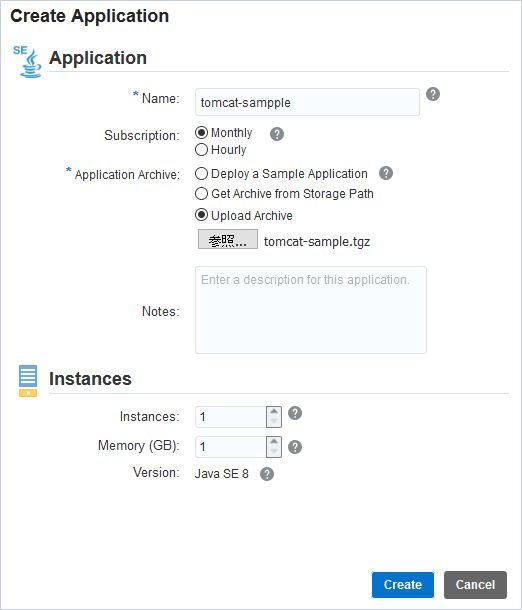 Create Application
SE
Application
* Name: tomcat-sampple ?
Subscription: Monthly ?
Hourly
* Application Archive: Deploy a Sample Application ?
Get Archive from Storage Path
Upload Archive
参照... tomcat-sample.tgz
Notes: Enter a description for this application.
Instances
Instances: 1 ?
Memory (GB): 1 ?
Version: Java SE 8 ?
Create Cancel